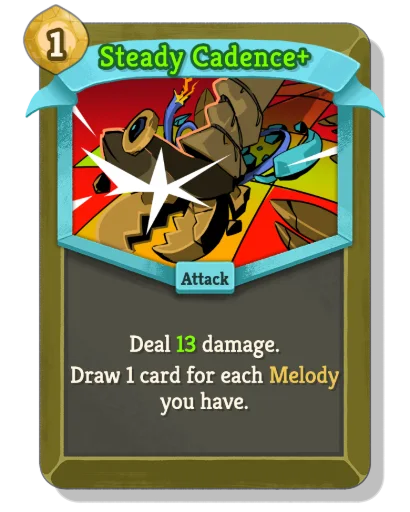 1
Steady Cadence+
Attack
Deal 13 damage.
Draw 1 card for each Melody
you have.